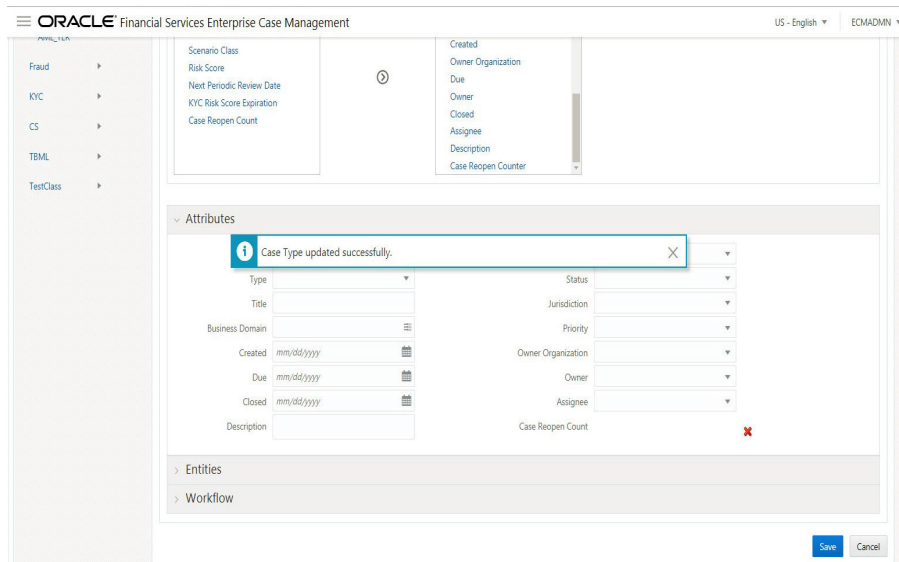 ORACLE Financial Services Enterprise Case Management
US - English
ECMADMN
AML_TLR
Fraud
KYC
CS
TBML
TestClass
Scenario Class
Risk Score
Next Periodic Review Date
KYC Risk Score Expiration
Case Reopen Count
Created
Owner Organization
Due
Owner
Closed
Assignee
Description
Case Reopen Counter
Attributes
Case Type updated successfully.
Type
Status
Title
Jurisdiction
Business Domain
Priority
Created mm/dd/yyyy
Owner Organization
Due mm/dd/yyyy
Owner
Closed mm/dd/yyyy
Assignee
Description
Case Reopen Count
Entities
Workflow
Save
Cancel